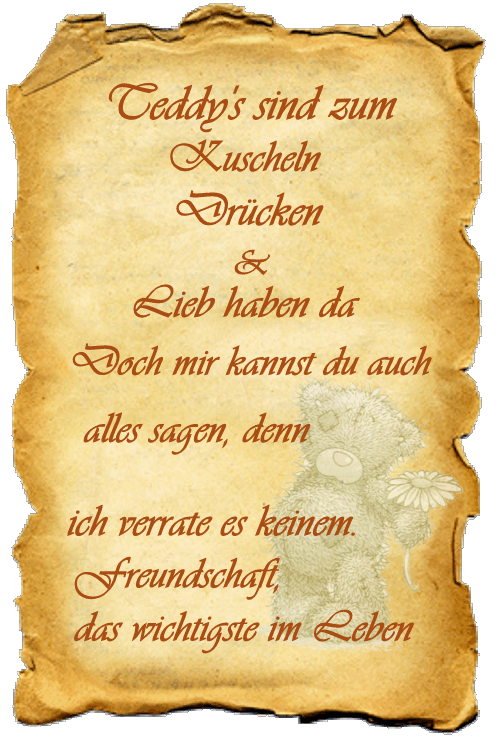 Teddy's sind zum
Kuscheln
Drücken
&
Lieb haben da
Doch mir kannst du auch
alles sagen, denn
ich verrate es keinem.
Freundschaft,
das wichtigste im Leben